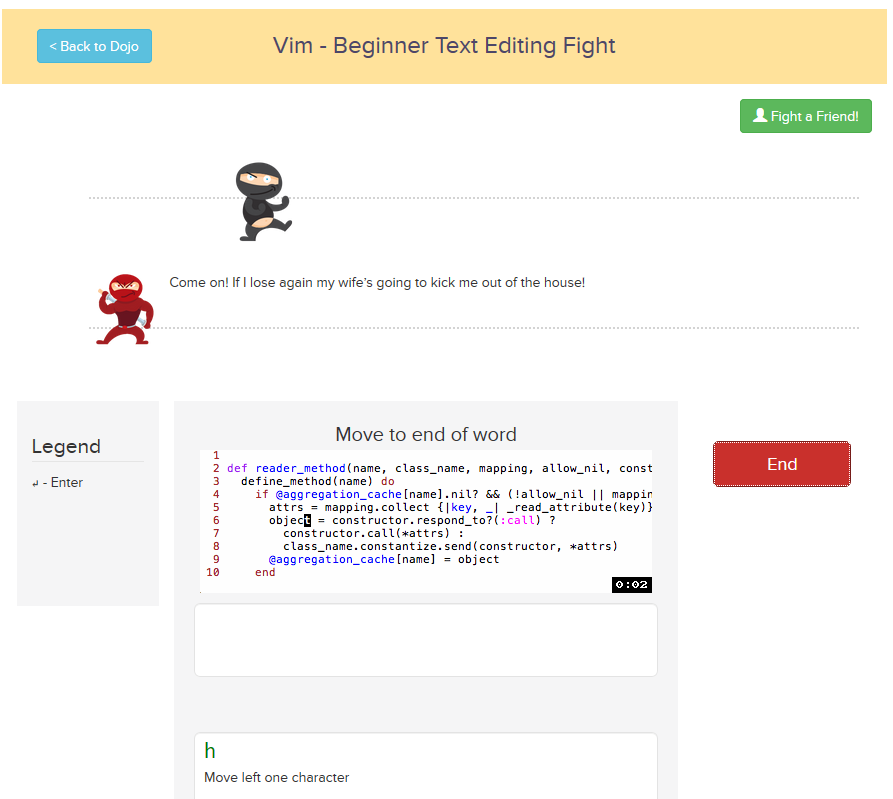 < Back to Dojo
Vim - Beginner Text Editing Fight
Fight a Friend!
Come on! If I lose again my wife's going to kick me out of the house!
Legend
↲ - Enter
Move to end of word
1
2 def reader_method(name, class_name, mapping, allow_nil, const
3 define_method(name) do
4 if @aggregation_cache[name].nil? && (!allow_nil || mappin
5 attrs = mapping.collect {|key, _| _read_attribute(key)}
6 object = constructor.respond_to?(:call) ?
7 constructor.call(*attrs) :
8 class_name.constantize.send(constructor, *attrs)
9 @aggregation_cache[name] = object
10 end
0:02
End
h
Move left one character